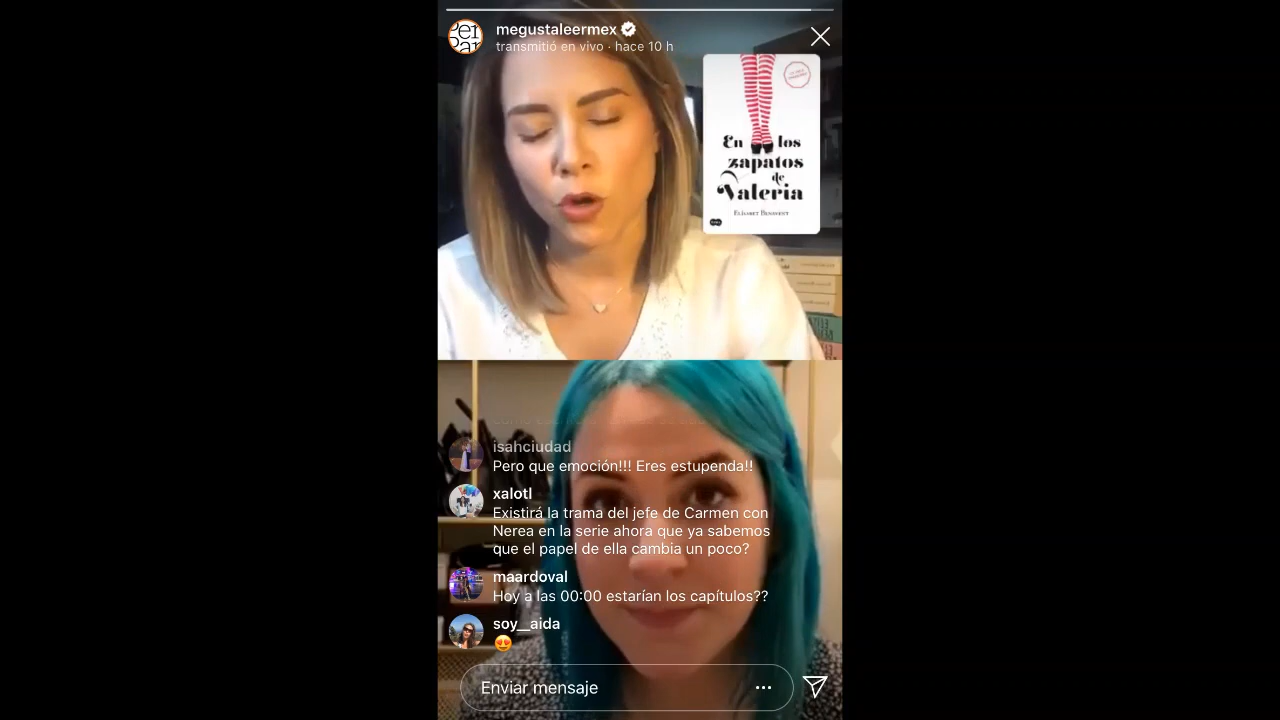 megustaleermex
transmitió en vivo · hace 10 h
En los
zapatos
de
Valeria
ELÍSABET BENAVENT
isahciudad
Pero que emoción!!! Eres estupenda!!
xalotl
Existirá la trama del jefe de Carmen con
Nerea en la serie ahora que ya sabemos
que el papel de ella cambia un poco?
maardoval
Hoy a las 00:00 estarían los capítulos??
soy__aida
😍
Enviar mensaje